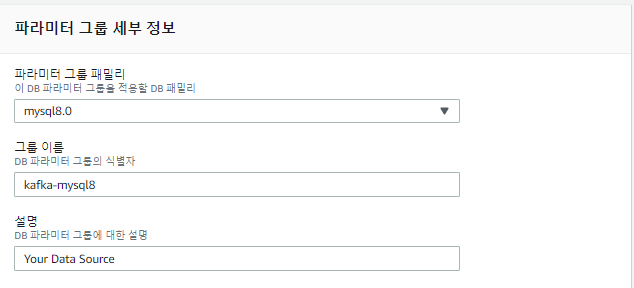 파라미터 그룹 세부 정보
파라미터 그룹 패밀리
이 DB 파라미터 그룹을 적용할 DB 패밀리
mysql8.0
그룹 이름
DB 파라미터 그룹의 식별자
kafka-mysql8
설명
DB 파라미터 그룹에 대한 설명
Your Data Source